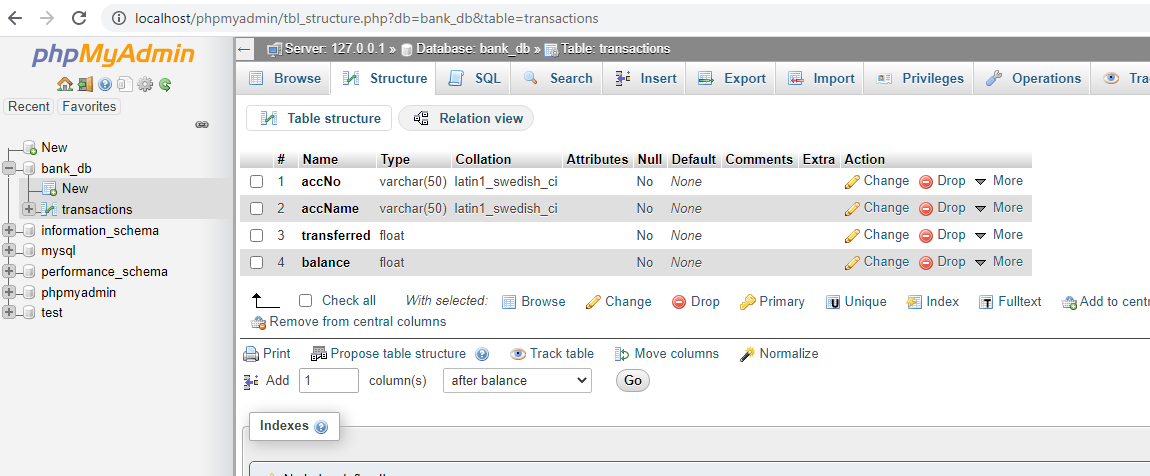 localhost/phpmyadmin/tbl_structure.php?db=bank_db&table=transactions
phpMyAdmin
Recent Favorites
New
bank_db
New
transactions
information_schema
mysql
performance_schema
phpmyadmin
test
Server: 127.0.0.1 » Database: bank_db » Table: transactions
Browse Structure SQL Search Insert Export Import Privileges Operations Tra
Table structure Relation view
# Name Type Collation Attributes Null Default Comments Extra Action
1 accNo varchar(50) latin1_swedish_ci No None Change Drop More
2 accName varchar(50) latin1_swedish_ci No None Change Drop More
3 transferred float No None Change Drop More
4 balance float No None Change Drop More
Check all With selected: Browse Change Drop Primary Unique Index Fulltext Add to centr
Remove from central columns
Print Propose table structure Track table Move columns Normalize
Add 1 column(s) after balance Go
Indexes